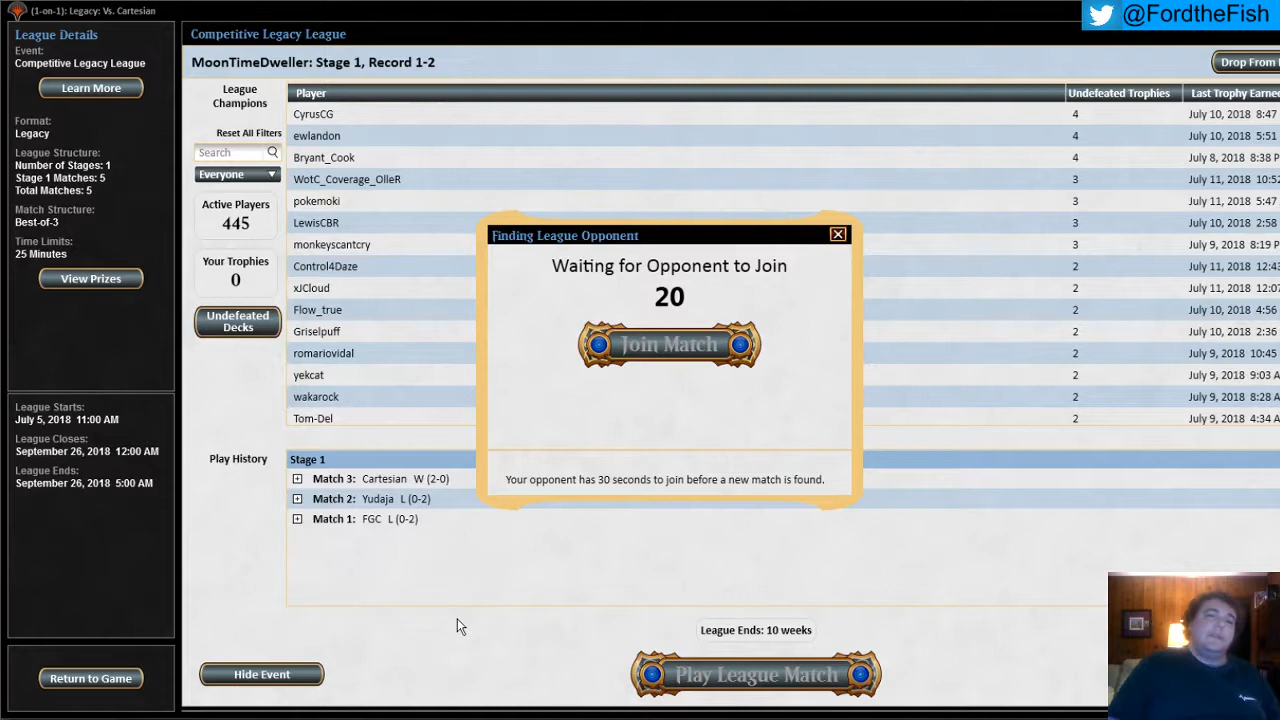 (1-on-1): Legacy: Vs. Cartesian
@FordtheFish
League Details
Event:
Competitive Legacy League
Learn More
Format:
Legacy
League Structure:
Number of Stages: 1
Stage 1 Matches: 5
Total Matches: 5
Match Structure:
Best-of-3
Time Limits:
25 Minutes
View Prizes
League Starts:
July 5, 2018 11:00 AM
League Closes:
September 26, 2018 12:00 AM
League Ends:
September 26, 2018 5:00 AM
Return to Game
Competitive Legacy League
MoonTimeDweller: Stage 1, Record 1-2
Drop From
League
Champions
Reset All Filters
Search
Everyone
Active Players
445
Your Trophies
0
Undefeated
Decks
Player Undefeated Trophies Last Trophy Earned
CyrusCG 4 July 10, 2018 8:47
ewlandon 4 July 10, 2018 5:51
Bryant_Cook 4 July 8, 2018 8:38 P
WotC_Coverage_OlleR 3 July 11, 2018 10:52
pokemoki 3 July 11, 2018 5:47
LewisCBR 3 July 10, 2018 2:58
monkeyscantcry 3 July 9, 2018 8:19 P
Control4Daze 2 July 11, 2018 12:43
xJCloud 2 July 11, 2018 12:07
Flow_true 2 July 10, 2018 4:56
Griselpuff 2 July 10, 2018 2:36
romariovidal 2 July 9, 2018 10:45
yekcat 2 July 9, 2018 9:03 A
wakarock 2 July 9, 2018 8:28 A
Tom-Del 2 July 9, 2018 4:34 A
Finding League Opponent
Waiting for Opponent to Join
20
Join Match
Your opponent has 30 seconds to join before a new match is found.
Play History
Stage 1
Match 3: Cartesian W (2-0)
Match 2: Yudaja L (0-2)
Match 1: FGC L (0-2)
League Ends: 10 weeks
Hide Event
Play League Match